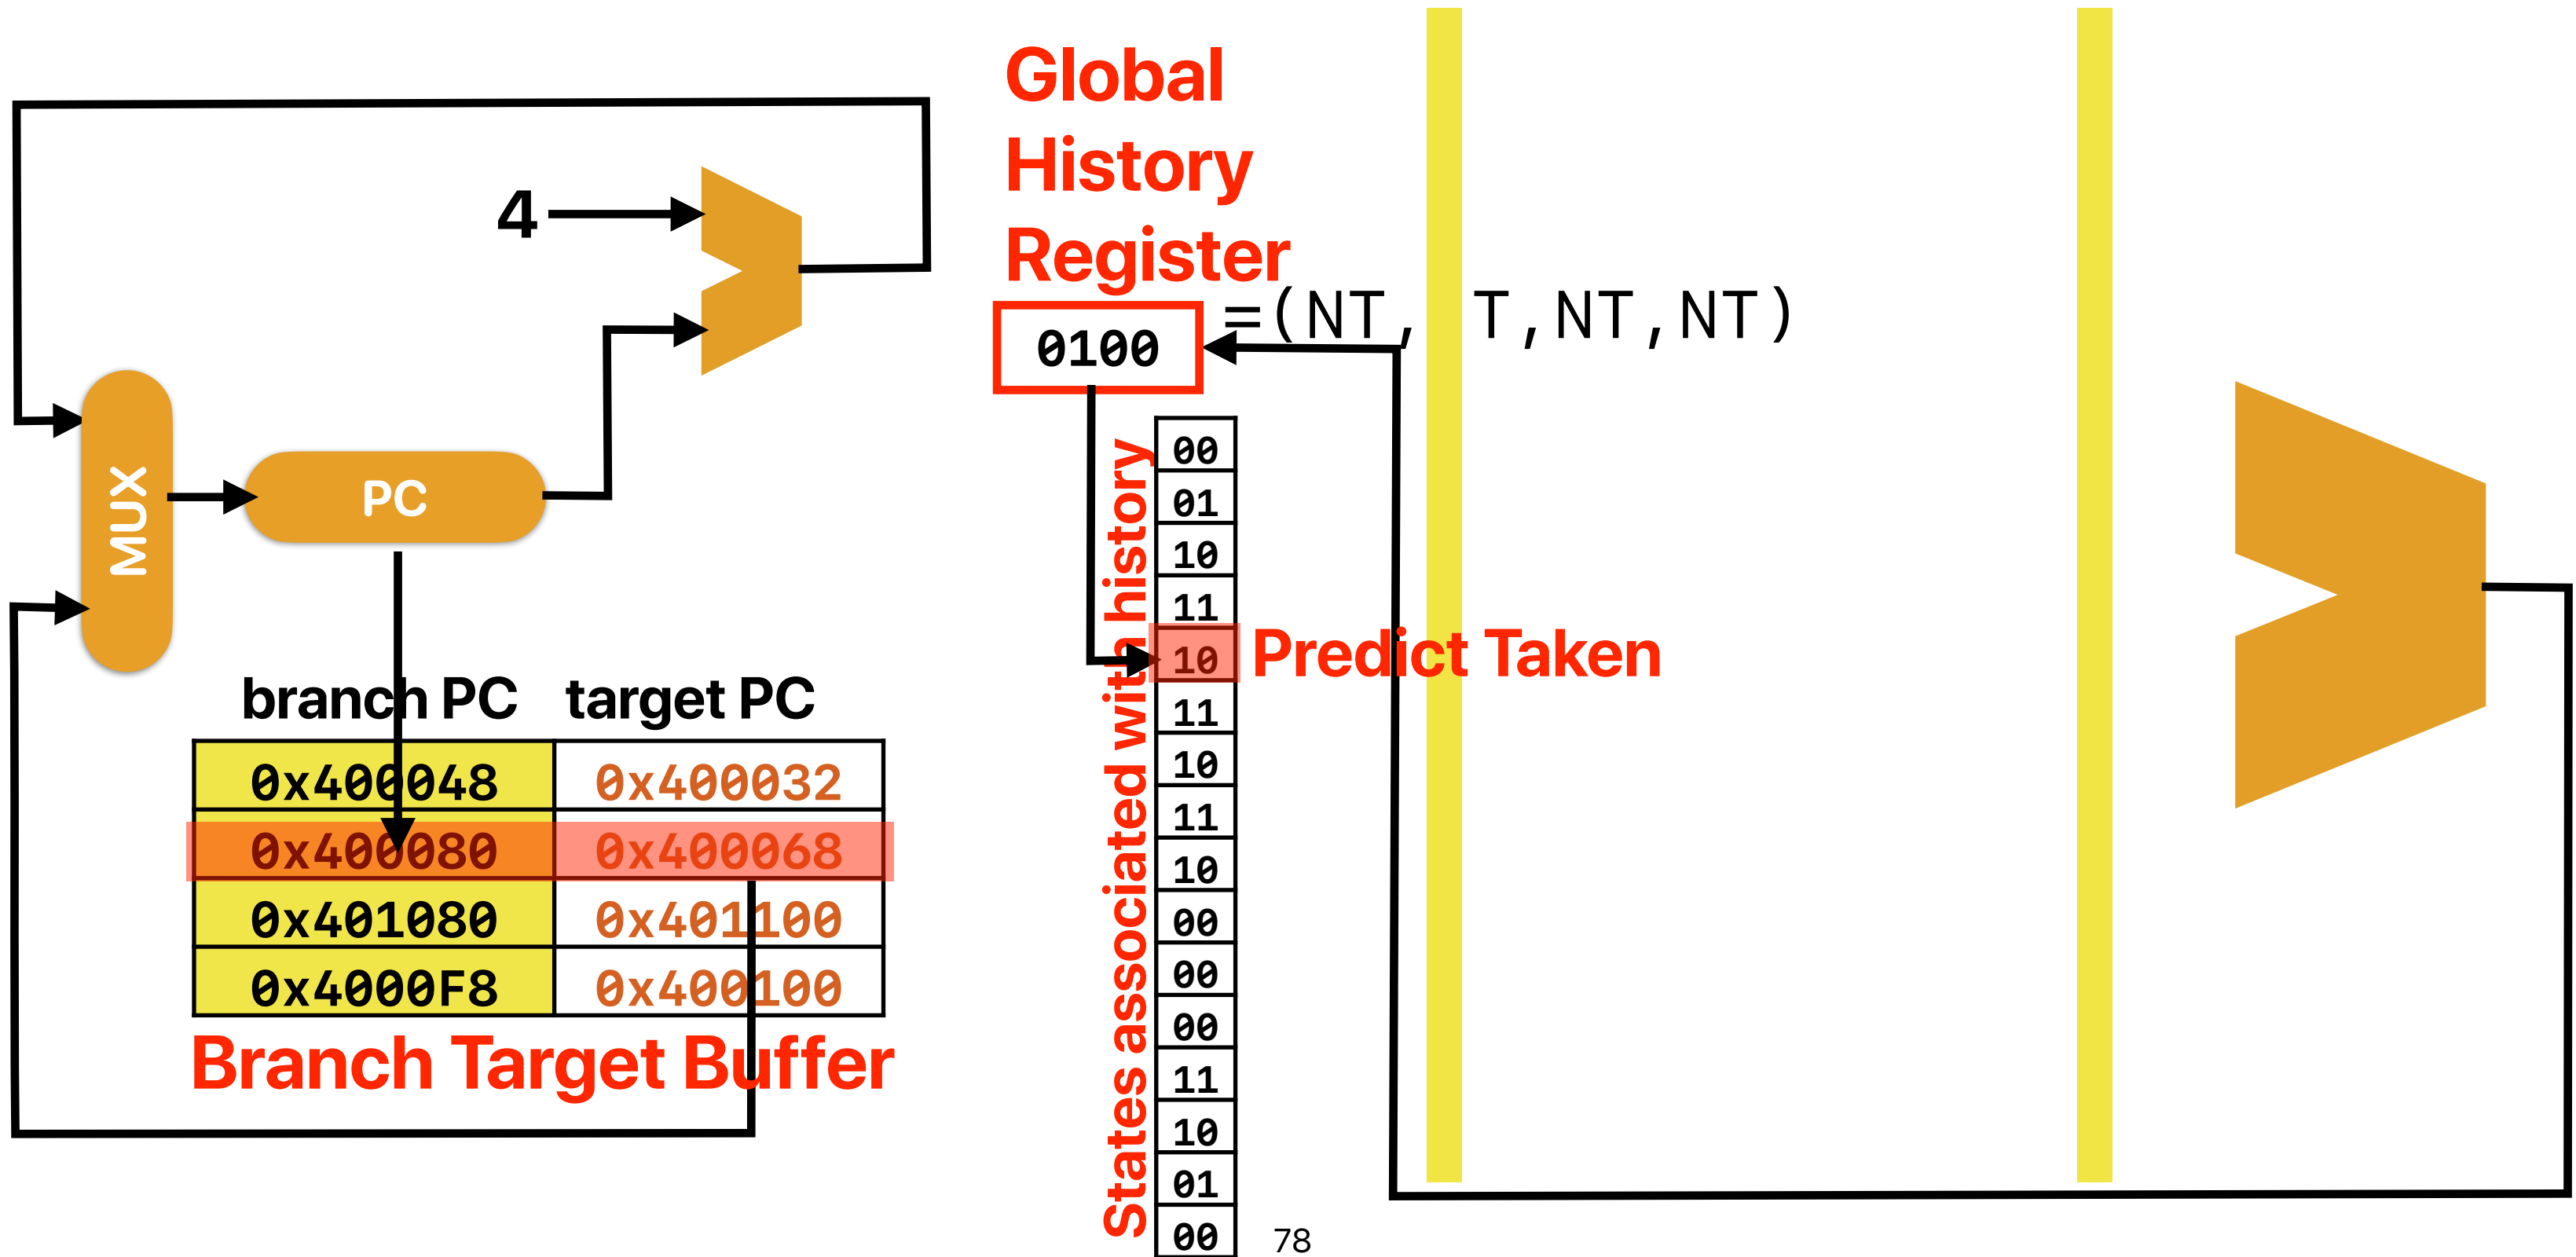 Global
History
Register
4
=(NT, T,NT,NT)
0100
MUX
PC
States associated with history
00
01
10
11
10
Predict Taken
11
10
11
10
00
00
00
11
10
01
00
branch PC target PC
0x400048 0x400032
0x400080 0x400068
0x401080 0x401100
0x4000F8 0x400100
Branch Target Buffer
78